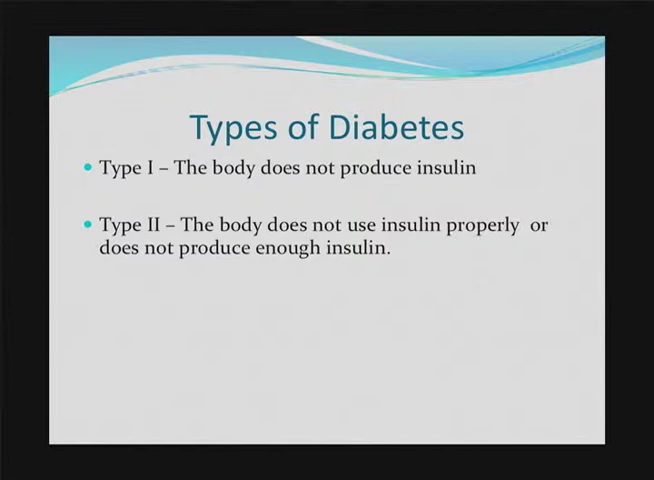 Types of Diabetes
Type I – The body does not produce insulin
Type II – The body does not use insulin properly  or
does not produce enough insulin.